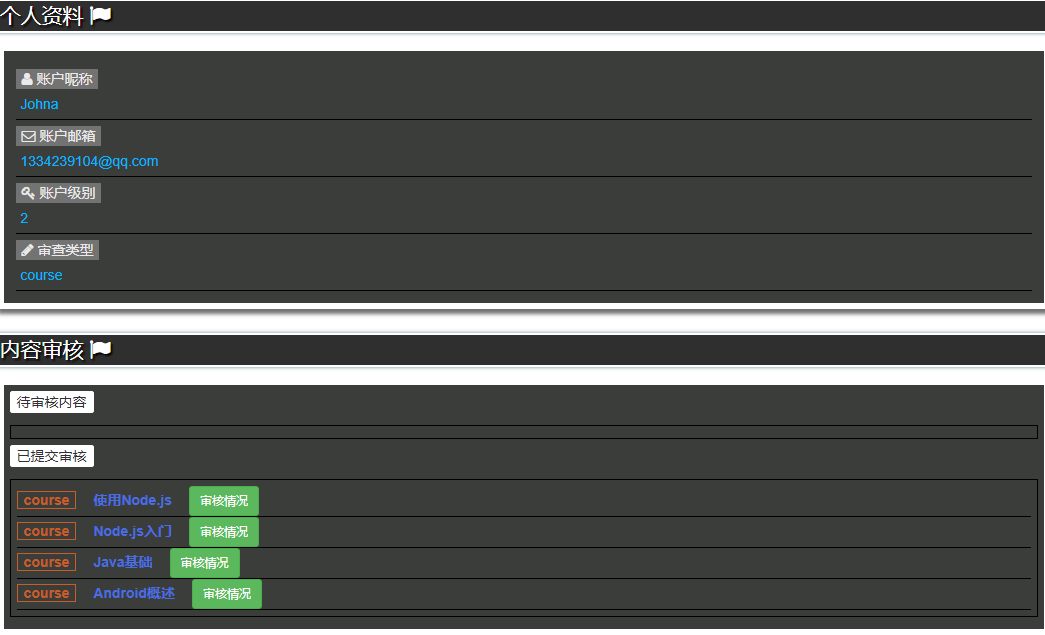 个人资料
账户昵称
Johna
账户邮箱
1334239104@qq.com
账户级别
2
审查类型
course
内容审核
待审核内容
已提交审核
course 使用Node.js 审核情况
course Node.js入门 审核情况
course Java基础 审核情况
course Android概述 审核情况